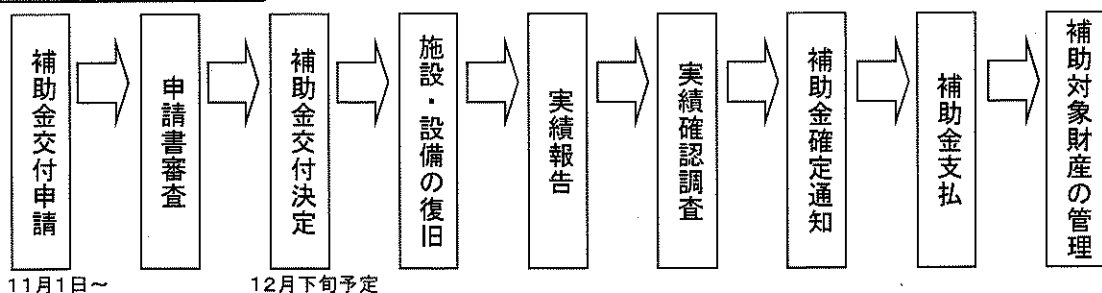 補助金交付申請
申請書審査
補助金交付決定
施設・設備の復旧
実績報告
実績確認調査
補助金確定通知
補助金支払
補助対象財産の管理
11月1日～
12月下旬予定